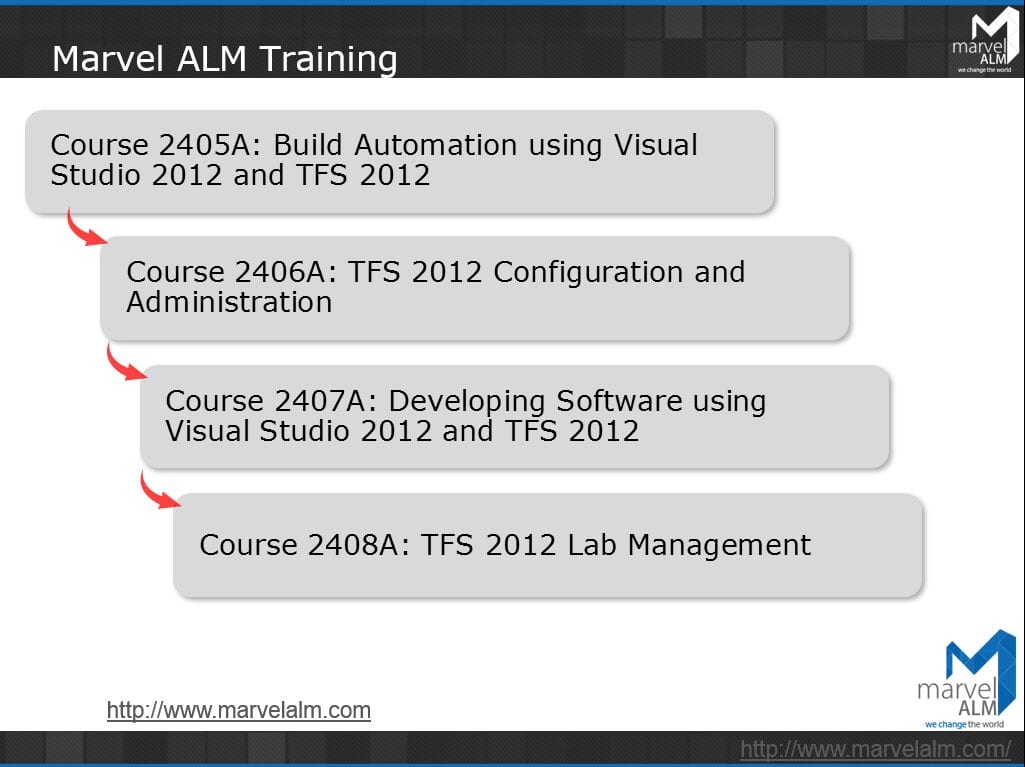 Marvel ALM Training
marvel
ALM
we change the world
Course 2405A: Build Automation using Visual
Studio 2012 and TFS 2012
Course 2406A: TFS 2012 Configuration and
Administration
Course 2407A: Developing Software using
Visual Studio 2012 and TFS 2012
Course 2408A: TFS 2012 Lab Management
marvel
ALM
we change the world
http://www.marvelalm.com
http://www.marvelalm.com/